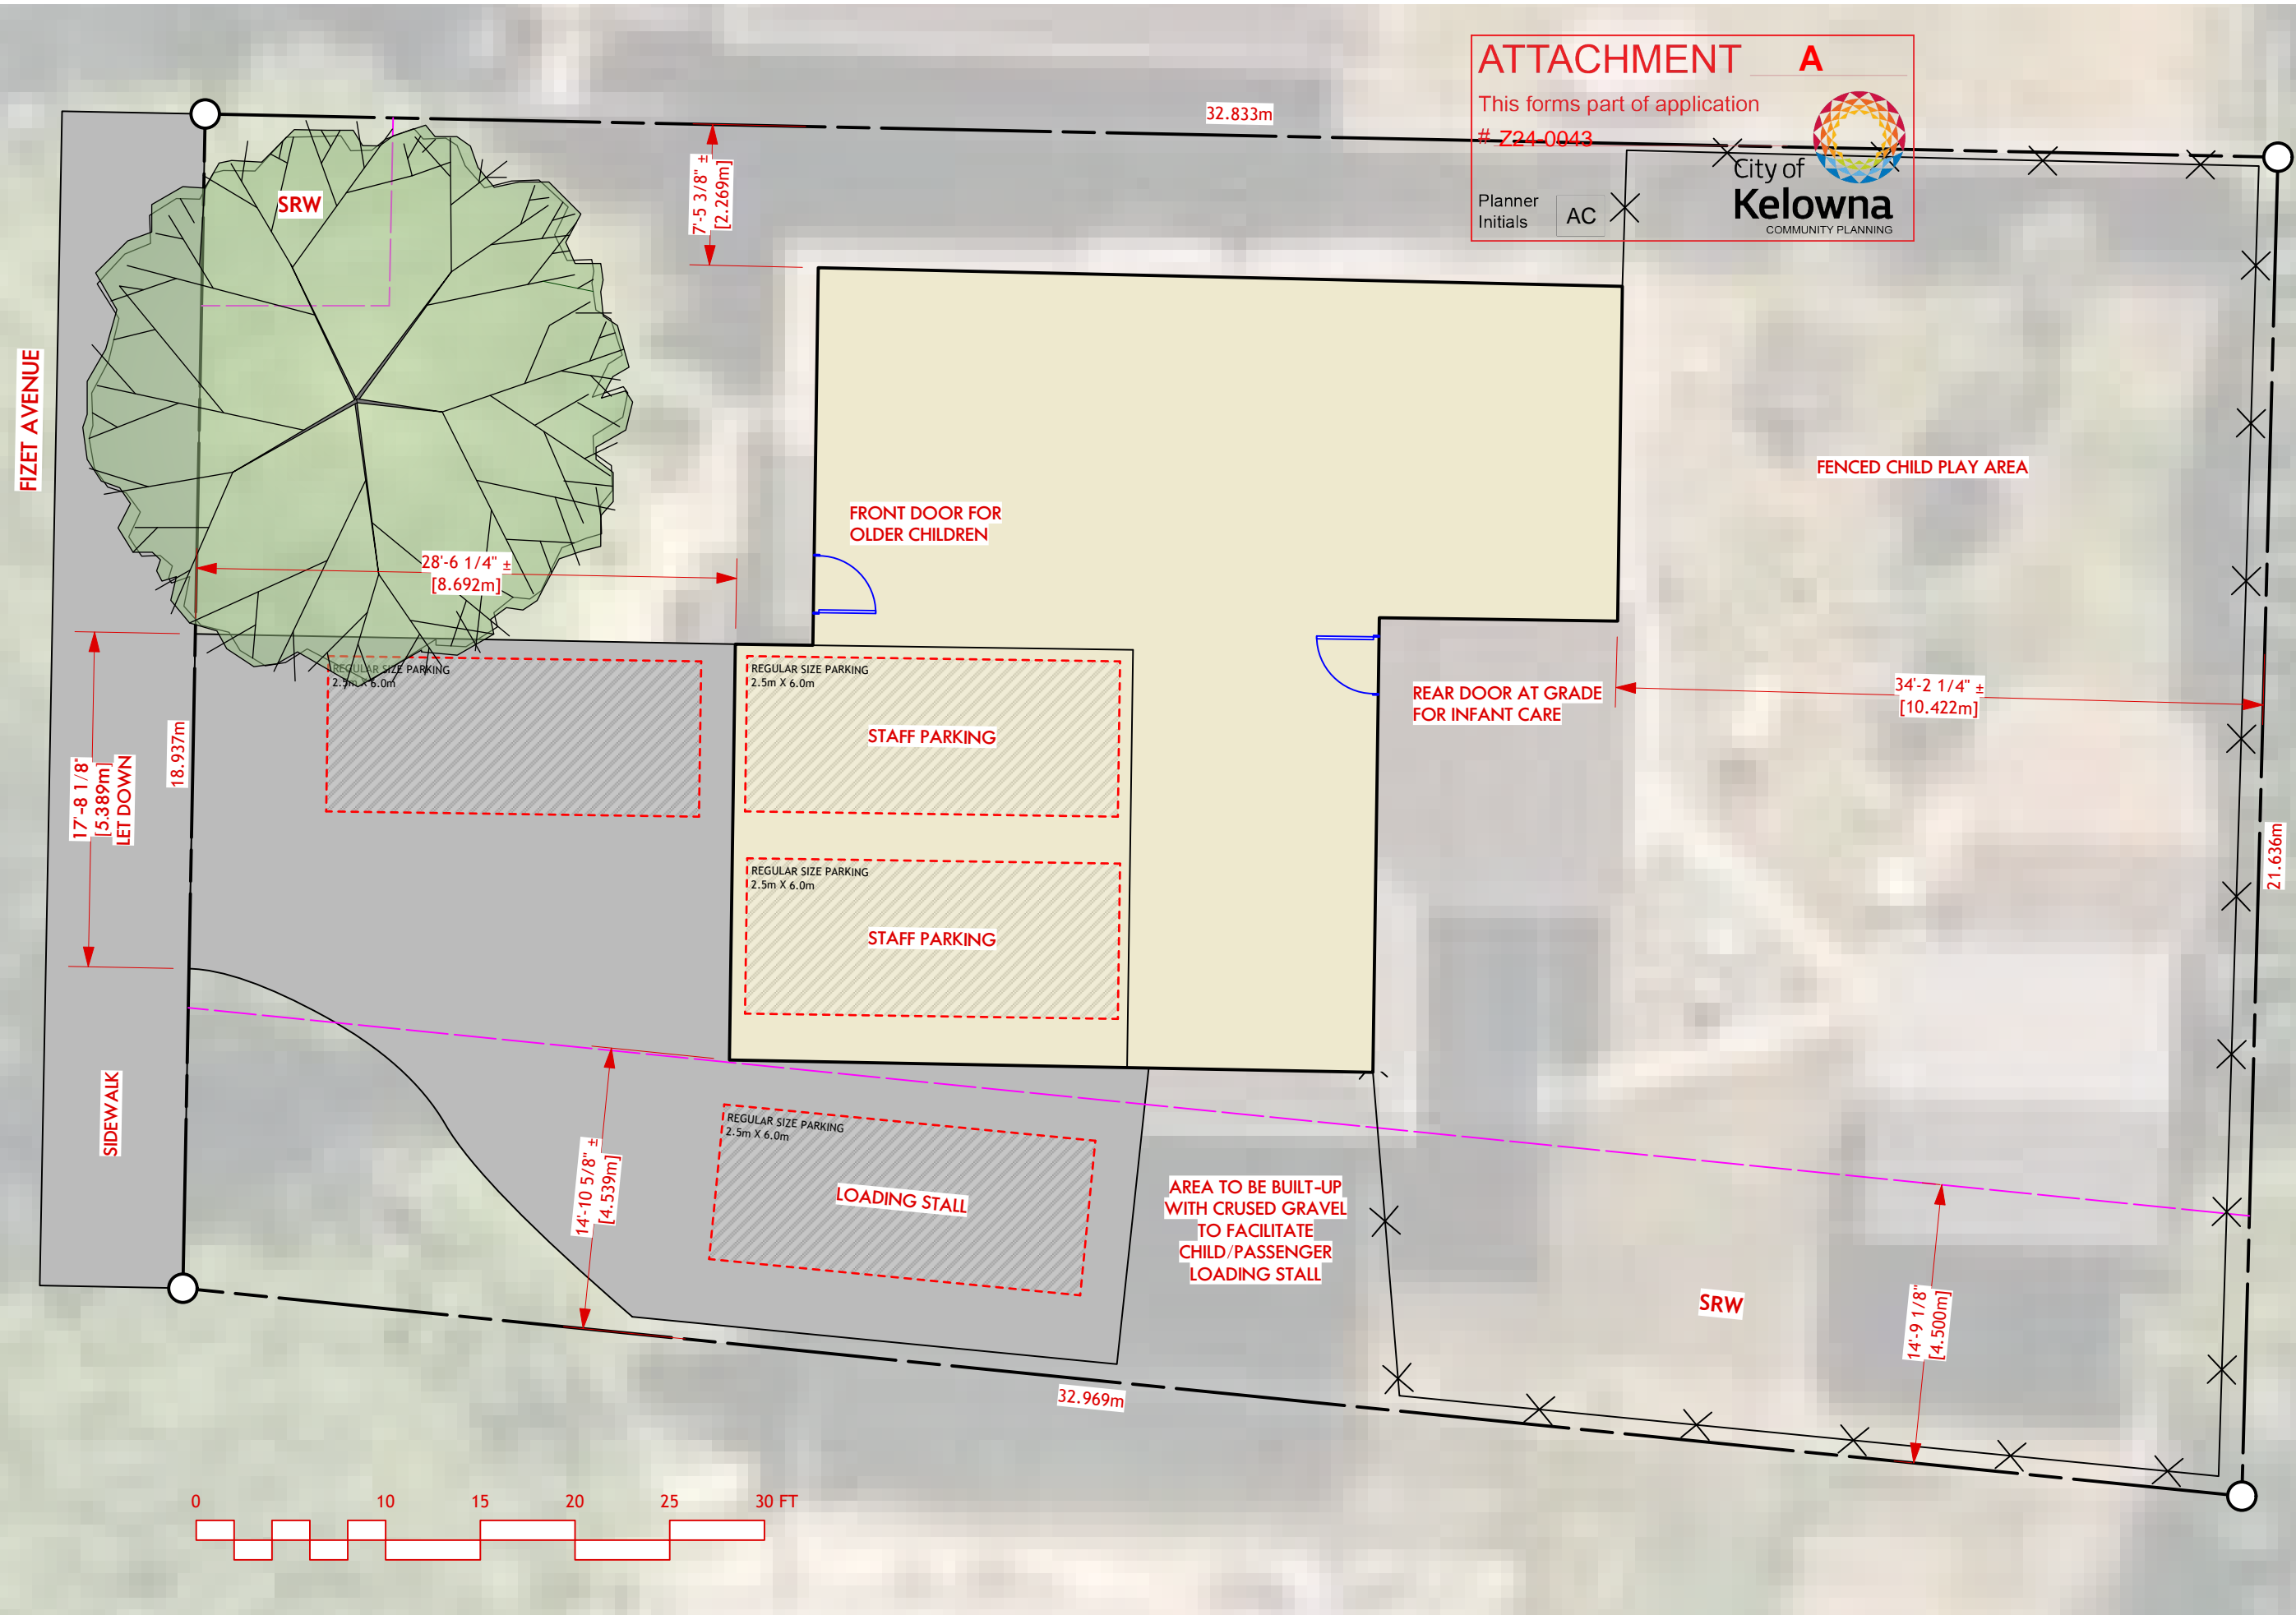 ATTACHMENT A
This forms part of application
# Z24-0043
City of
Kelowna
COMMUNITY PLANNING
Planner
Initials
AC
32.833m
7'-5 3/8" ±
[2.269m]
SRW
FIZET AVENUE
FENCED CHILD PLAY AREA
FRONT DOOR FOR
OLDER CHILDREN
28'-6 1/4" ±
[8.692m]
REGULAR SIZE PARKING
2.5m X 6.0m
REGULAR SIZE PARKING
2.5m X 6.0m
STAFF PARKING
REAR DOOR AT GRADE
FOR INFANT CARE
34'-2 1/4" ±
[10.422m]
17'-8 1/8"
[5.389m]
LET DOWN
18.937m
21.636m
REGULAR SIZE PARKING
2.5m X 6.0m
STAFF PARKING
SIDEWALK
14'-10 5/8" ±
[4.539m]
REGULAR SIZE PARKING
2.5m X 6.0m
LOADING STALL
AREA TO BE BUILT-UP
WITH CRUSED GRAVEL
TO FACILITATE
CHILD/PASSENGER
LOADING STALL
SRW
14'-9 1/8"
[4.500m]
32.969m
0 10 15 20 25 30 FT